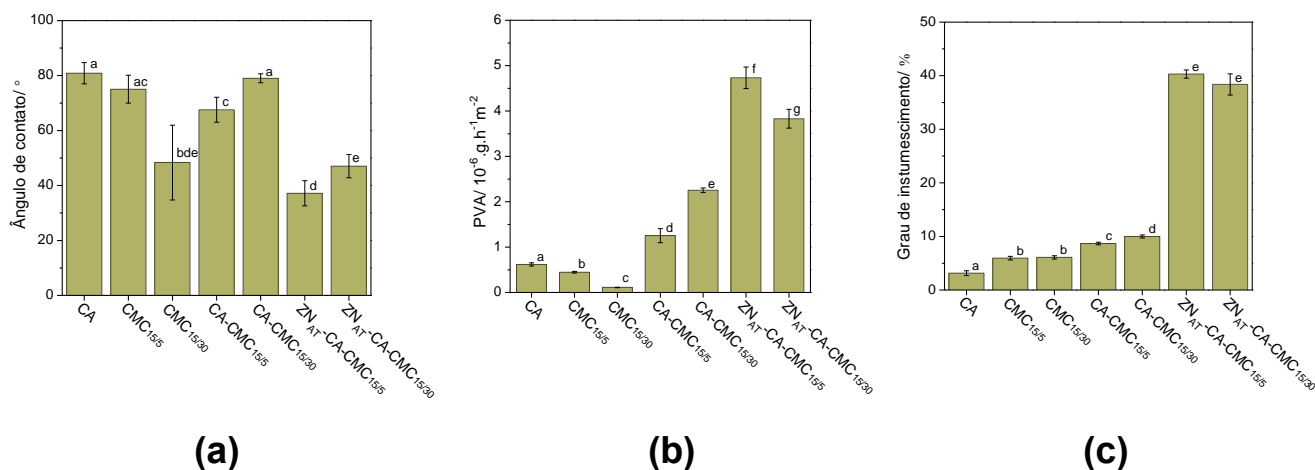 100
80
60
40
20
0
Ângulo de contato/ °
a
ac
bde
c
a
d
e
CA
CMC15/5
CMC15/30
CA-CMC15/5
CA-CMC15/30
ZNAT-CA-CMC15/5
ZNAT-CA-CMC15/30
(a)
6
5
4
3
2
1
0
PVA/ 10-6.g.h-1m-2
a
b
c
d
e
f
g
CA
CMC15/5
CMC15/30
CA-CMC15/5
CA-CMC15/30
ZNAT-CA-CMC15/5
ZNAT-CA-CMC15/30
(b)
50
40
30
20
10
0
Grau de instumescimento/ %
a
b
b
c
d
e
e
CA
CMC15/5
CMC15/30
CA-CMC15/5
CA-CMC15/30
ZNAT-CA-CMC15/5
ZNAT-CA-CMC15/30
(c)